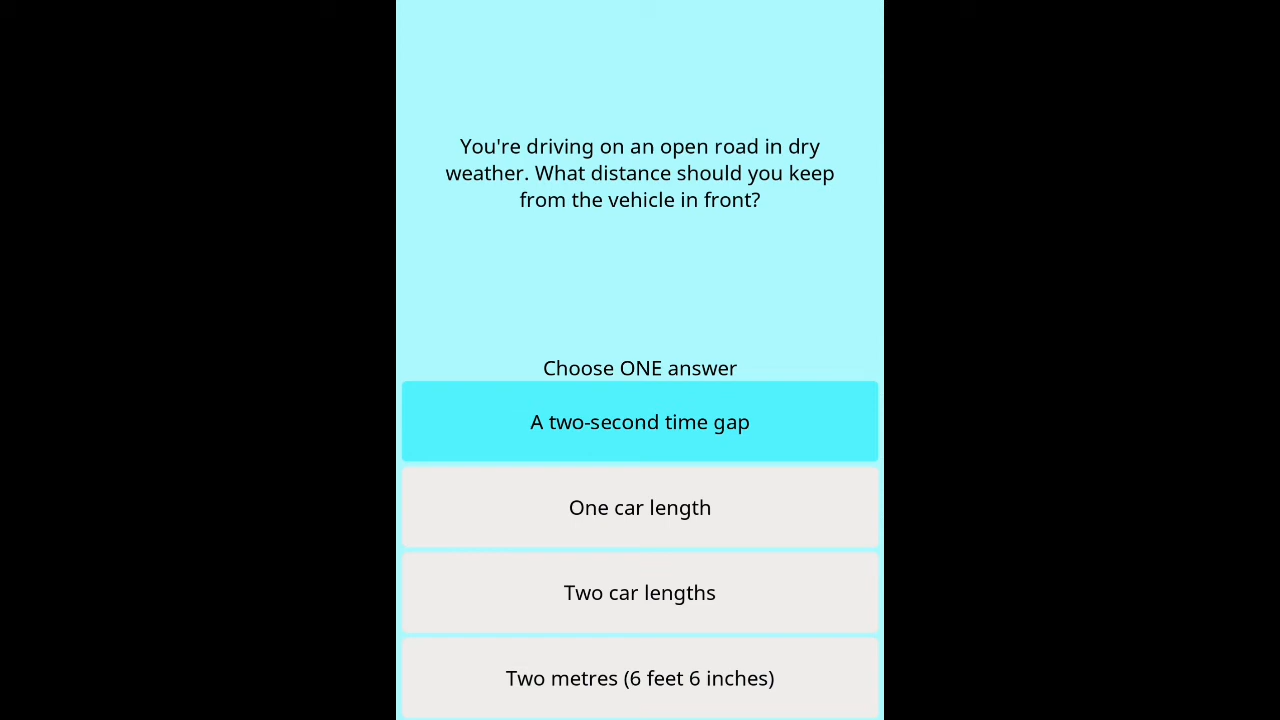 You're driving on an open road in dry
weather. What distance should you keep
from the vehicle in front?
Choose ONE answer
A two-second time gap
One car length
Two car lengths
Two metres (6 feet 6 inches)